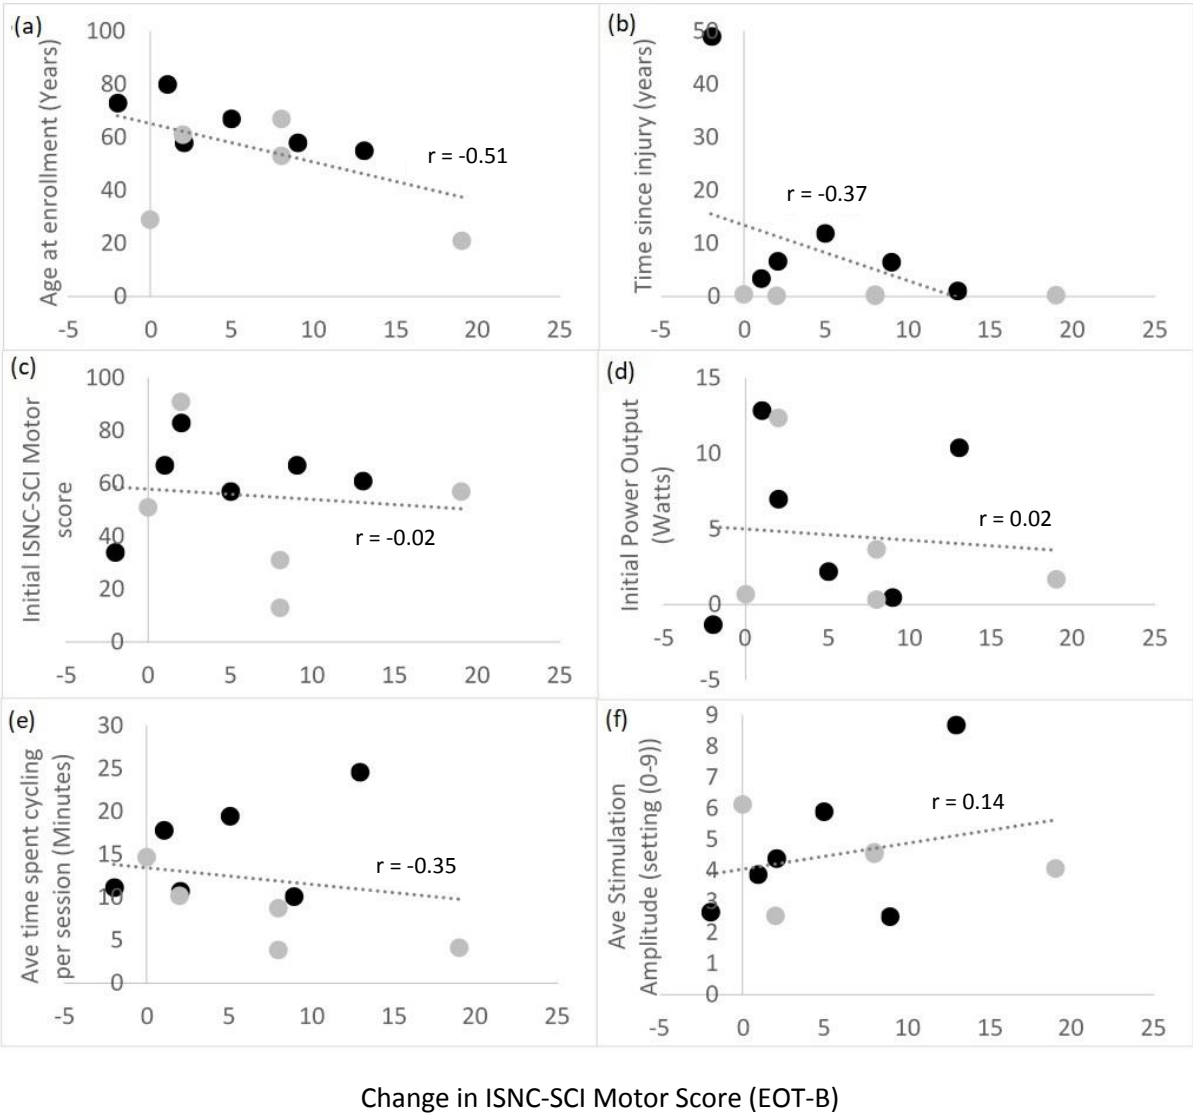 (a)
Age at enrollment (Years)
100
80
60
40
20
0
-5 0 5 10 15 20 25
r = -0.51
(b)
Time since injury (years)
50
40
30
20
10
0
-5 0 5 10 15 20 25
r = -0.37
(c)
Initial ISNC-SCI Motor
score
100
80
60
40
20
0
-5 0 5 10 15 20 25
r = -0.02
(d)
Initial Power Output
(Watts)
15
10
5
0
-5
-5 0 5 10 15 20 25
r = 0.02
(e)
Ave time spent cycling
per session (Minutes)
30
25
20
15
10
5
0
-5 0 5 10 15 20 25
r = -0.35
(f)
Ave Stimulation
Amplitude (setting (0-9))
9
8
7
6
5
4
3
2
1
0
-5 0 5 10 15 20 25
r = 0.14
Change in ISNC-SCI Motor Score (EOT-B)